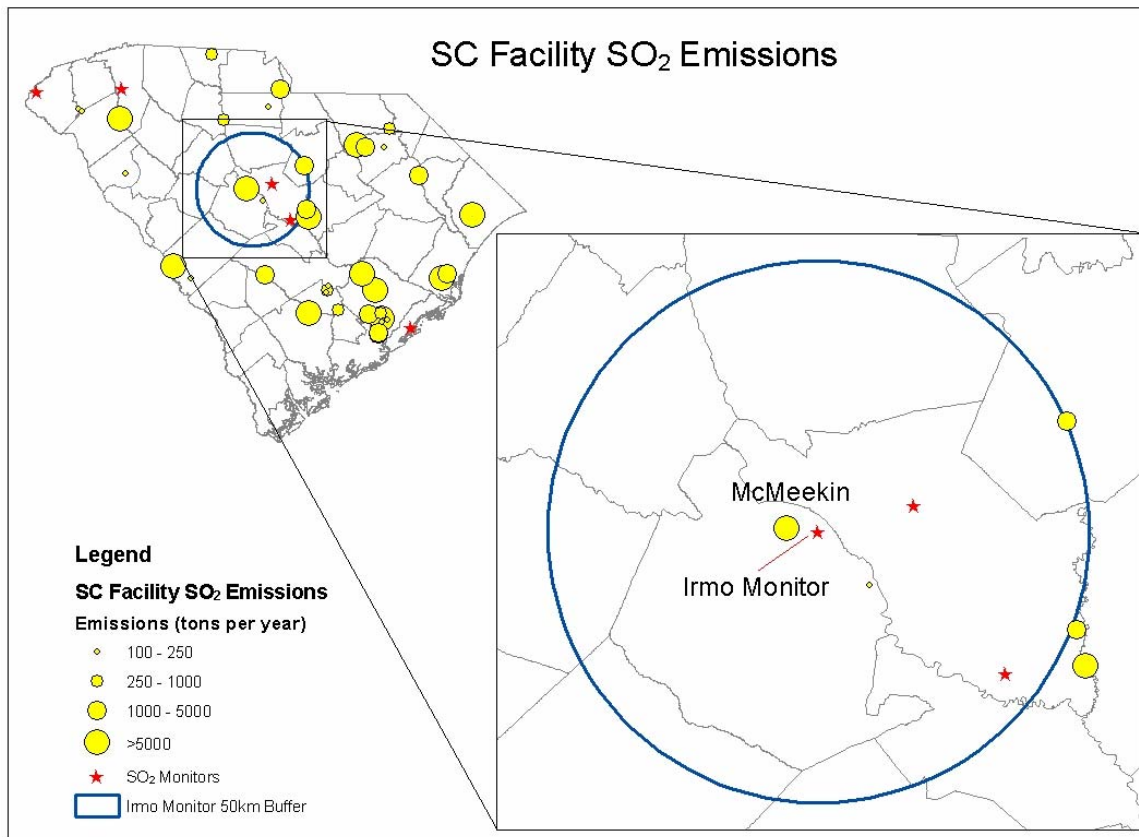 SC Facility SO₂ Emissions
McMeekin
Irmo Monitor
Legend
SC Facility SO₂ Emissions
Emissions (tons per year)
100 - 250
250 - 1000
1000 - 5000
>5000
SO₂ Monitors
Irmo Monitor 50km Buffer